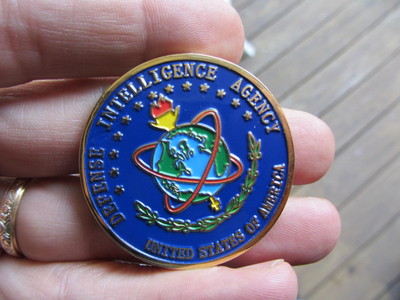 DEFENSE INTELLIGENCE AGENCY
UNITED STATES OF AMERICA